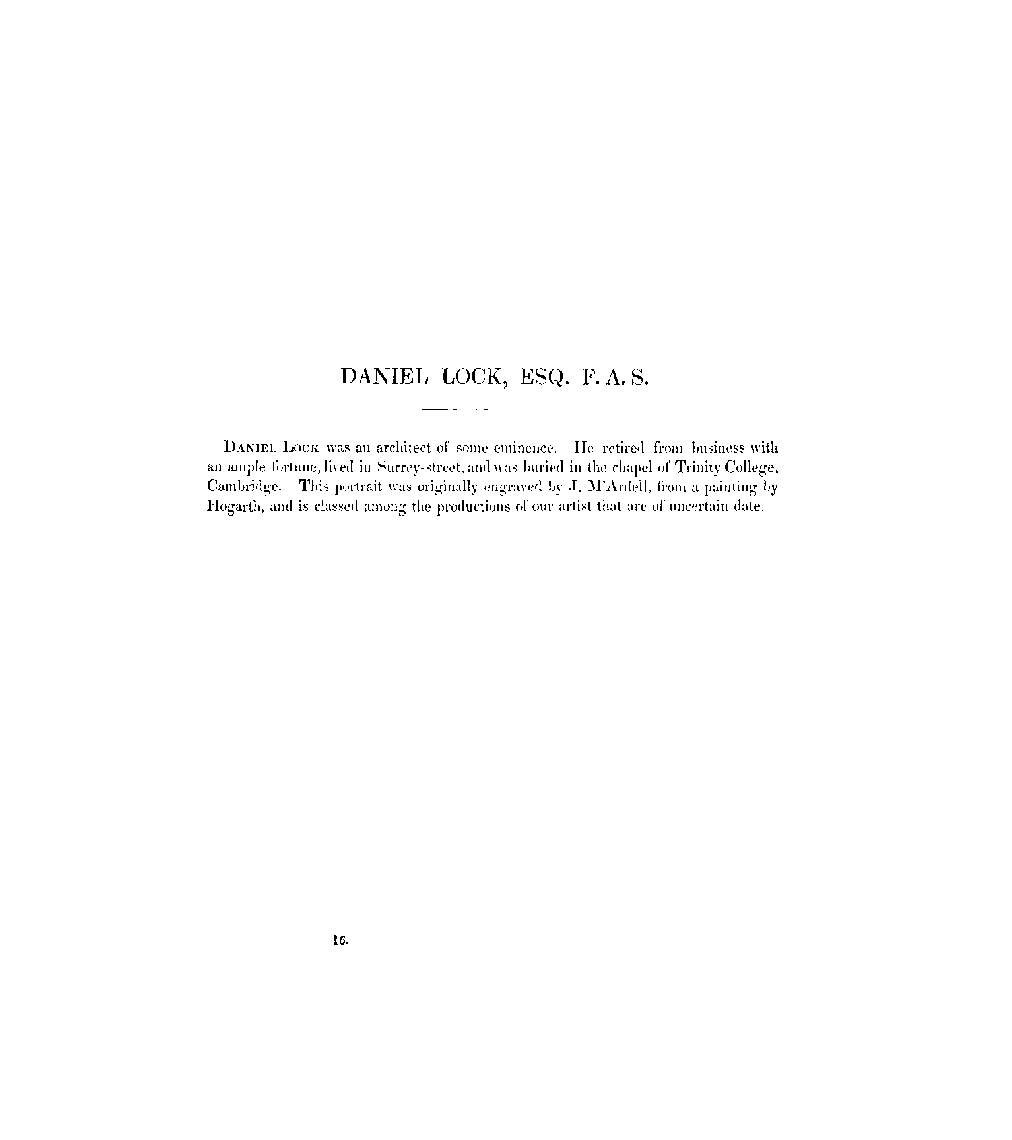 DANIEL LOCK, ESQ. F. A. S.
DANIEL LOCK was an architect of some eminence. He retired from business with
an ample fortune, lived in Surrey-street, and was buried in the chapel of Trinity College,
Cambridge. This portrait was originally engraved by J. M'Ardell, from a painting by
Hogarth, and is classed among the productions of our artist that are of uncertain date.
16.